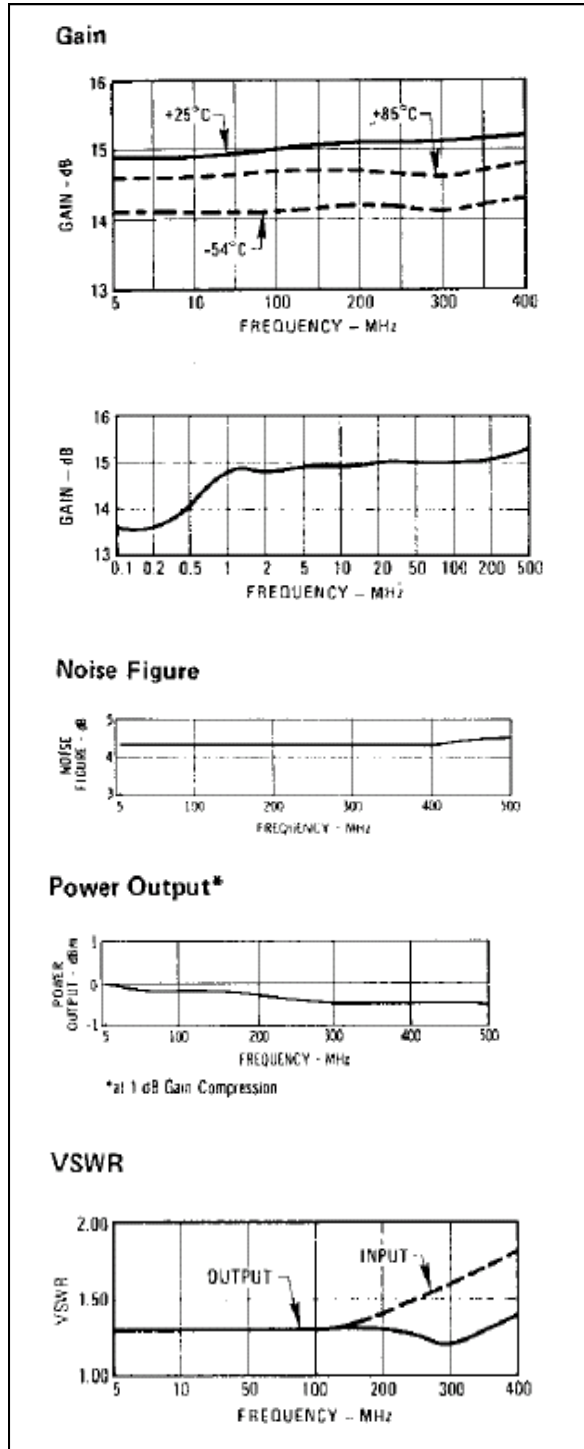 Gain
16
+25°C
+85°C
15
GAIN – dB
14
-54°C
13
5 10 100 200 300 400
FREQUENCY – MHz
16
15
GAIN – dB
14
13
0.1 0.2 0.5 1 2 5 10 20 50 100 200 500
FREQUENCY – MHz
Noise Figure
5
NOISE
FIGURE - dB
4
3
5 100 200 300 400 500
FREQUENCY - MHz
Power Output*
1
POWER
OUTPUT - dBm
0
-1
5 100 200 300 400 500
FREQUENCY - MHz
*at 1 dB Gain Compression
VSWR
2.00
INPUT
OUTPUT
VSWR
1.50
1.00
5 10 50 100 200 300 400
FREQUENCY – MHz